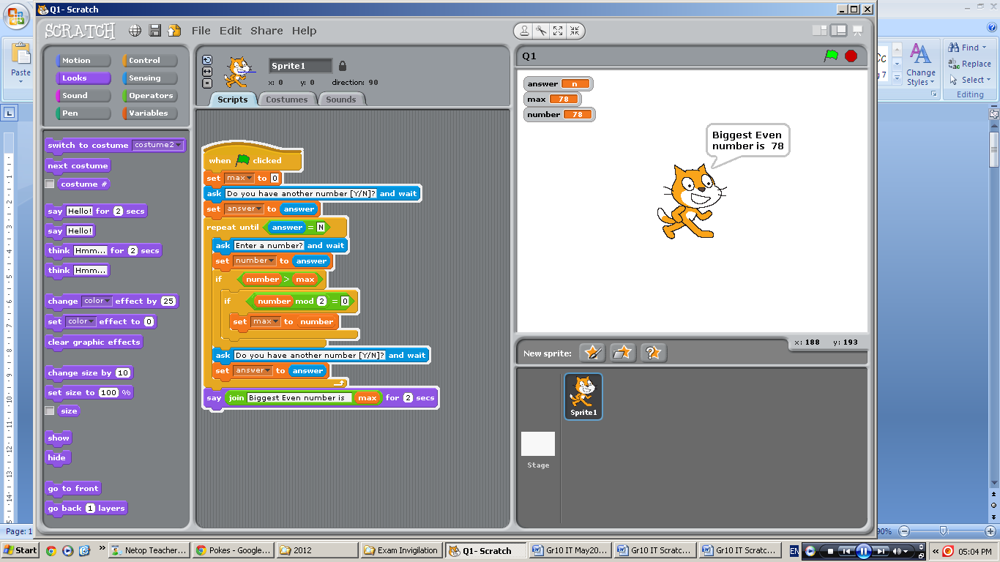 Q1- Scratch
SCRATCH File Edit Share Help
Paste
Motion Control
Looks Sensing
Sound Operators
Pen Variables
switch to costume costume2
next costume
costume #
say Hello! for 2 secs
say Hello!
think Hmm... for 2 secs
think Hmm...
change color effect by 25
set color effect to 0
clear graphic effects
change size by 10
set size to 100 %
size
show
hide
go to front
go back 1 layers
Sprite1
x: 0 y: 0 direction: 90
Scripts Costumes Sounds
when clicked
set max to 0
ask Do you have another number [Y/N]? and wait
set answer to answer
repeat until answer = N
ask Enter a number? and wait
set number to answer
if number > max
if number mod 2 = 0
set max to number
ask Do you have another number [Y/N]? and wait
set answer to answer
say join Biggest Even number is max for 2 secs
Q1
answer n
max 78
number 78
Biggest Even
number is 78
x: 188 y: 193
New sprite:
Sprite1
Stage
Change
Styles
Find
Replace
Select
Editing
Page: 1
90%
Start
Netop Teacher...
Pokes - Google...
2012
Exam Invigilation
Q1- Scratch
Gr10 IT May20...
Gr10 IT Scratc...
Gr10 IT Scratc...
EN
05:04 PM